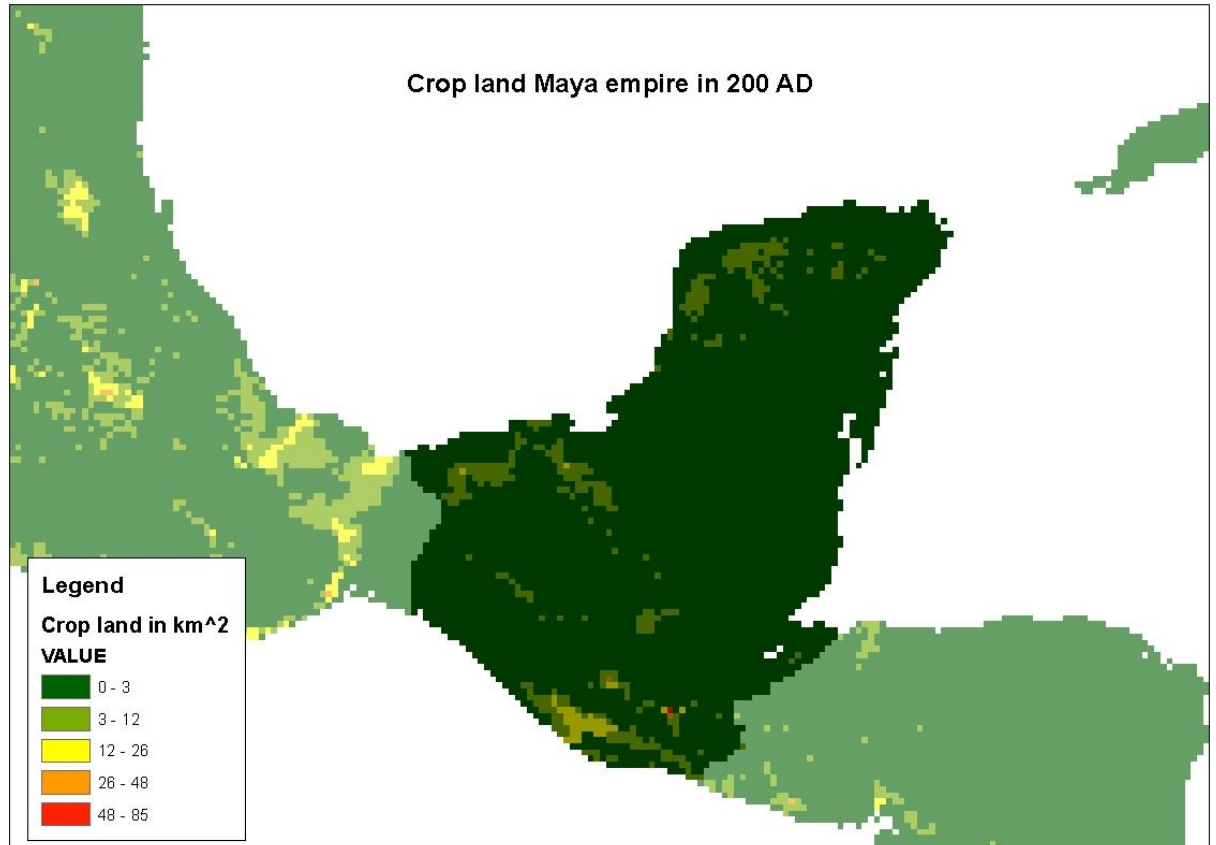 Crop land Maya empire in 200 AD
Legend
Crop land in km^2
VALUE
0 - 3
3 - 12
12 - 26
26 - 48
48 - 85